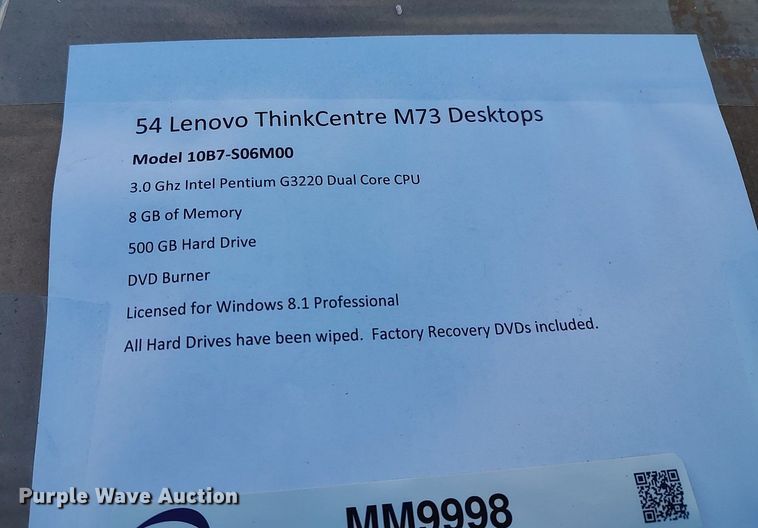 54 Lenovo ThinkCentre M73 Desktops
Model 10B7-S06M00
3.0 Ghz Intel Pentium G3220 Dual Core CPU
8 GB of Memory
500 GB Hard Drive
DVD Burner
Licensed for Windows 8.1 Professional
All Hard Drives have been wiped.  Factory Recovery DVDs included.
Purple Wave Auction
MM9998